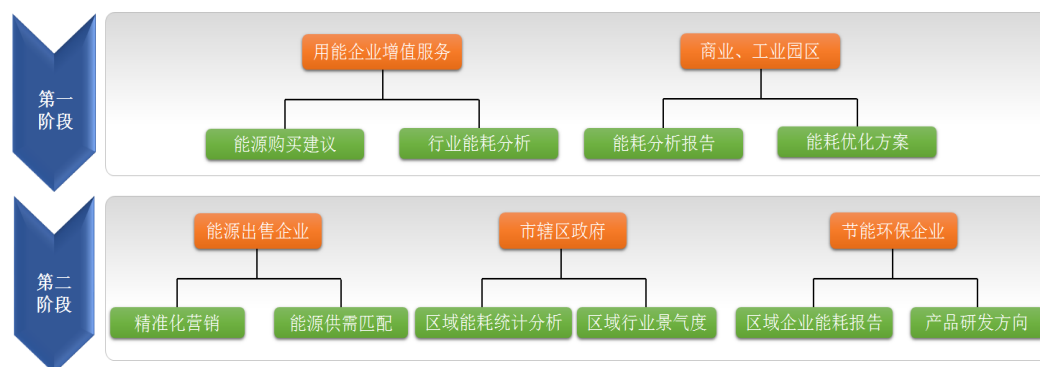 第一
阶段
用能企业增值服务
商业、工业园区
能源购买建议
行业能耗分析
能耗分析报告
能耗优化方案
第二
阶段
能源出售企业
市辖区政府
节能环保企业
精准化营销
能源供需匹配
区域能耗统计分析
区域行业景气度
区域企业能耗报告
产品研发方向